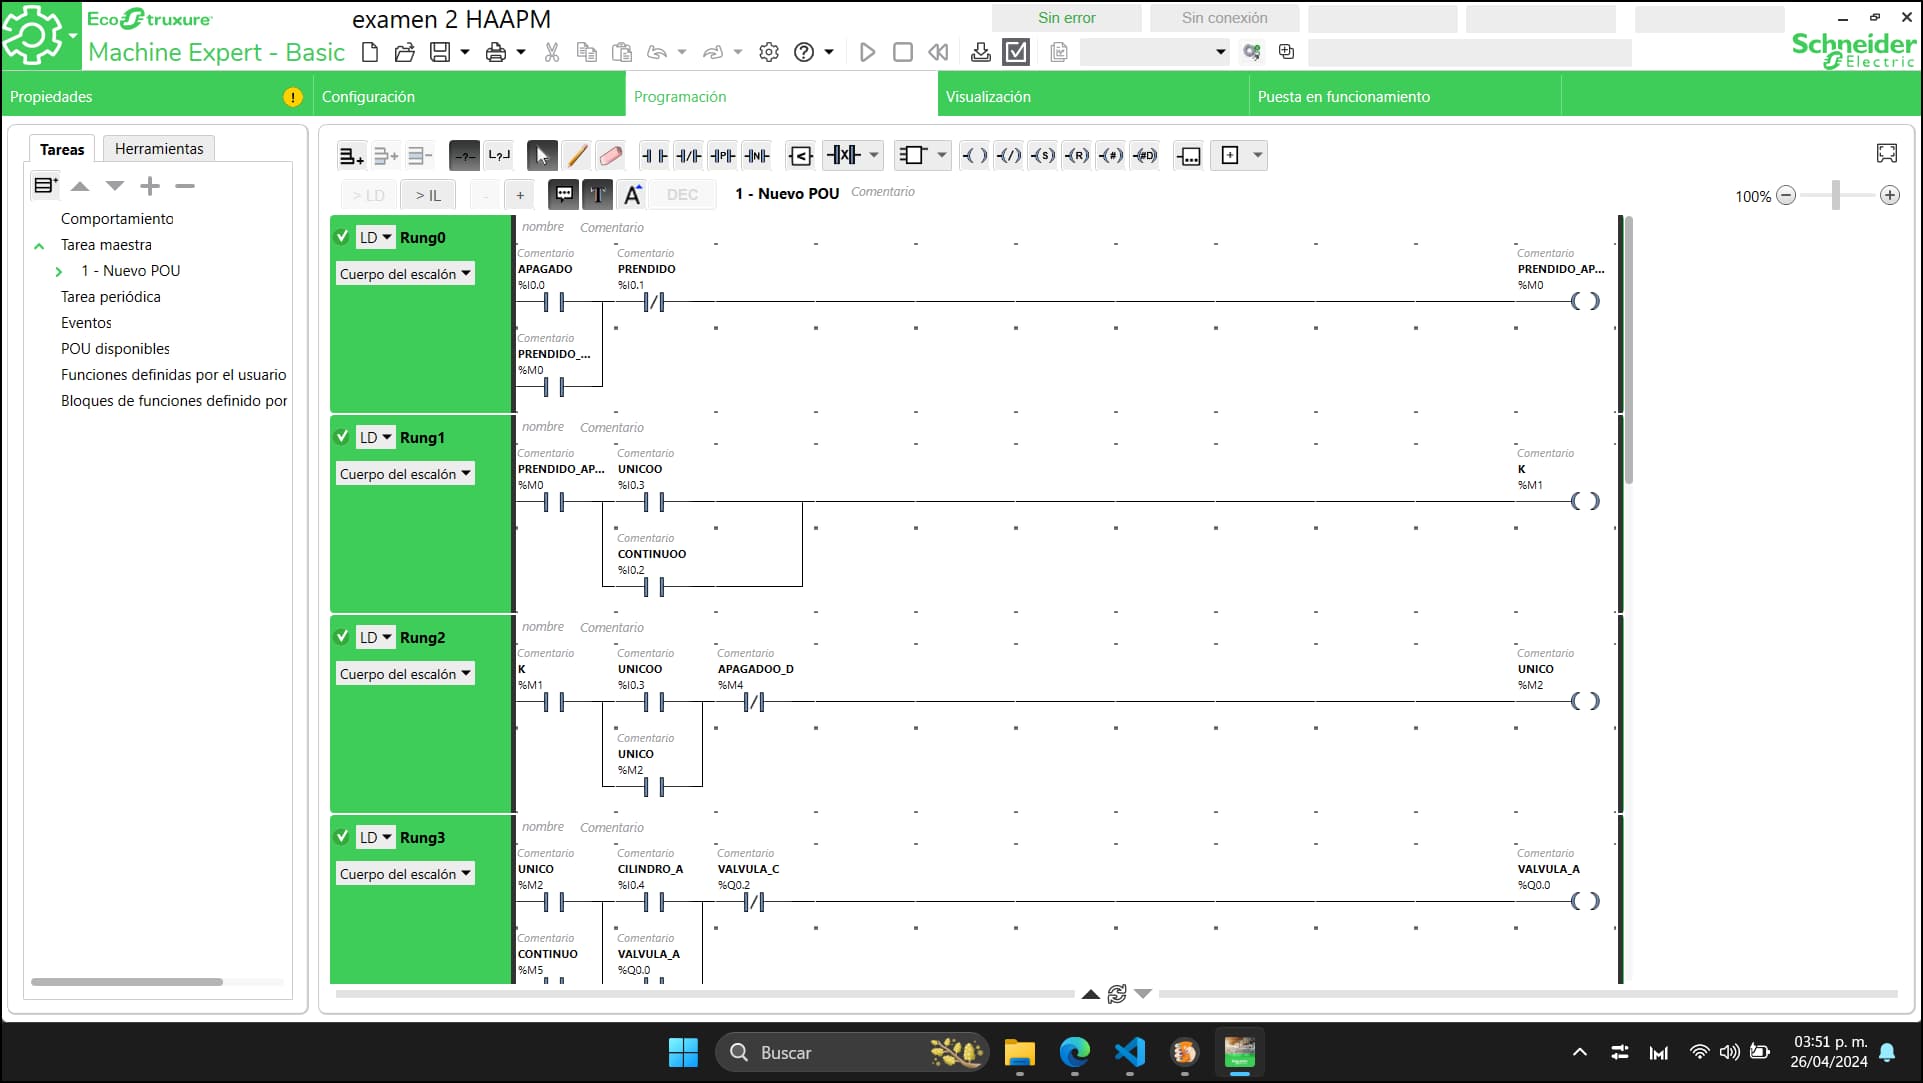 EcoStruxure
Machine Expert - Basic
examen 2 HAAPM
Sin error
Sin conexión
Schneider
Electric
Propiedades
Configuración
Programación
Visualización
Puesta en funcionamiento
Tareas
Herramientas
Comportamiento
Tarea maestra
1 - Nuevo POU
Tarea periódica
Eventos
POU disponibles
Funciones definidas por el usuario
Bloques de funciones definido por
> LD
> IL
-
+
T
A
DEC
1 - Nuevo POU
Comentario
100%
LD
Rung0
Cuerpo del escalón
nombre Comentario
Comentario Comentario Comentario
APAGADO PRENDIDO PRENDIDO_AP...
%I0.0 %I0.1 %M0
Comentario
PRENDIDO_...
%M0
LD
Rung1
Cuerpo del escalón
nombre Comentario
Comentario Comentario Comentario
PRENDIDO_AP... UNICOO K
%M0 %I0.3 %M1
Comentario
CONTINUOO
%I0.2
LD
Rung2
Cuerpo del escalón
nombre Comentario
Comentario Comentario Comentario Comentario
K UNICOO APAGADOO_D UNICO
%M1 %I0.3 %M4 %M2
Comentario
UNICO
%M2
LD
Rung3
Cuerpo del escalón
nombre Comentario
Comentario Comentario Comentario Comentario
UNICO CILINDRO_A VALVULA_C VALVULA_A
%M2 %I0.4 %Q0.2 %Q0.0
Comentario Comentario
CONTINUO VALVULA_A
%M5 %Q0.0
Buscar
03:51 p. m.
26/04/2024